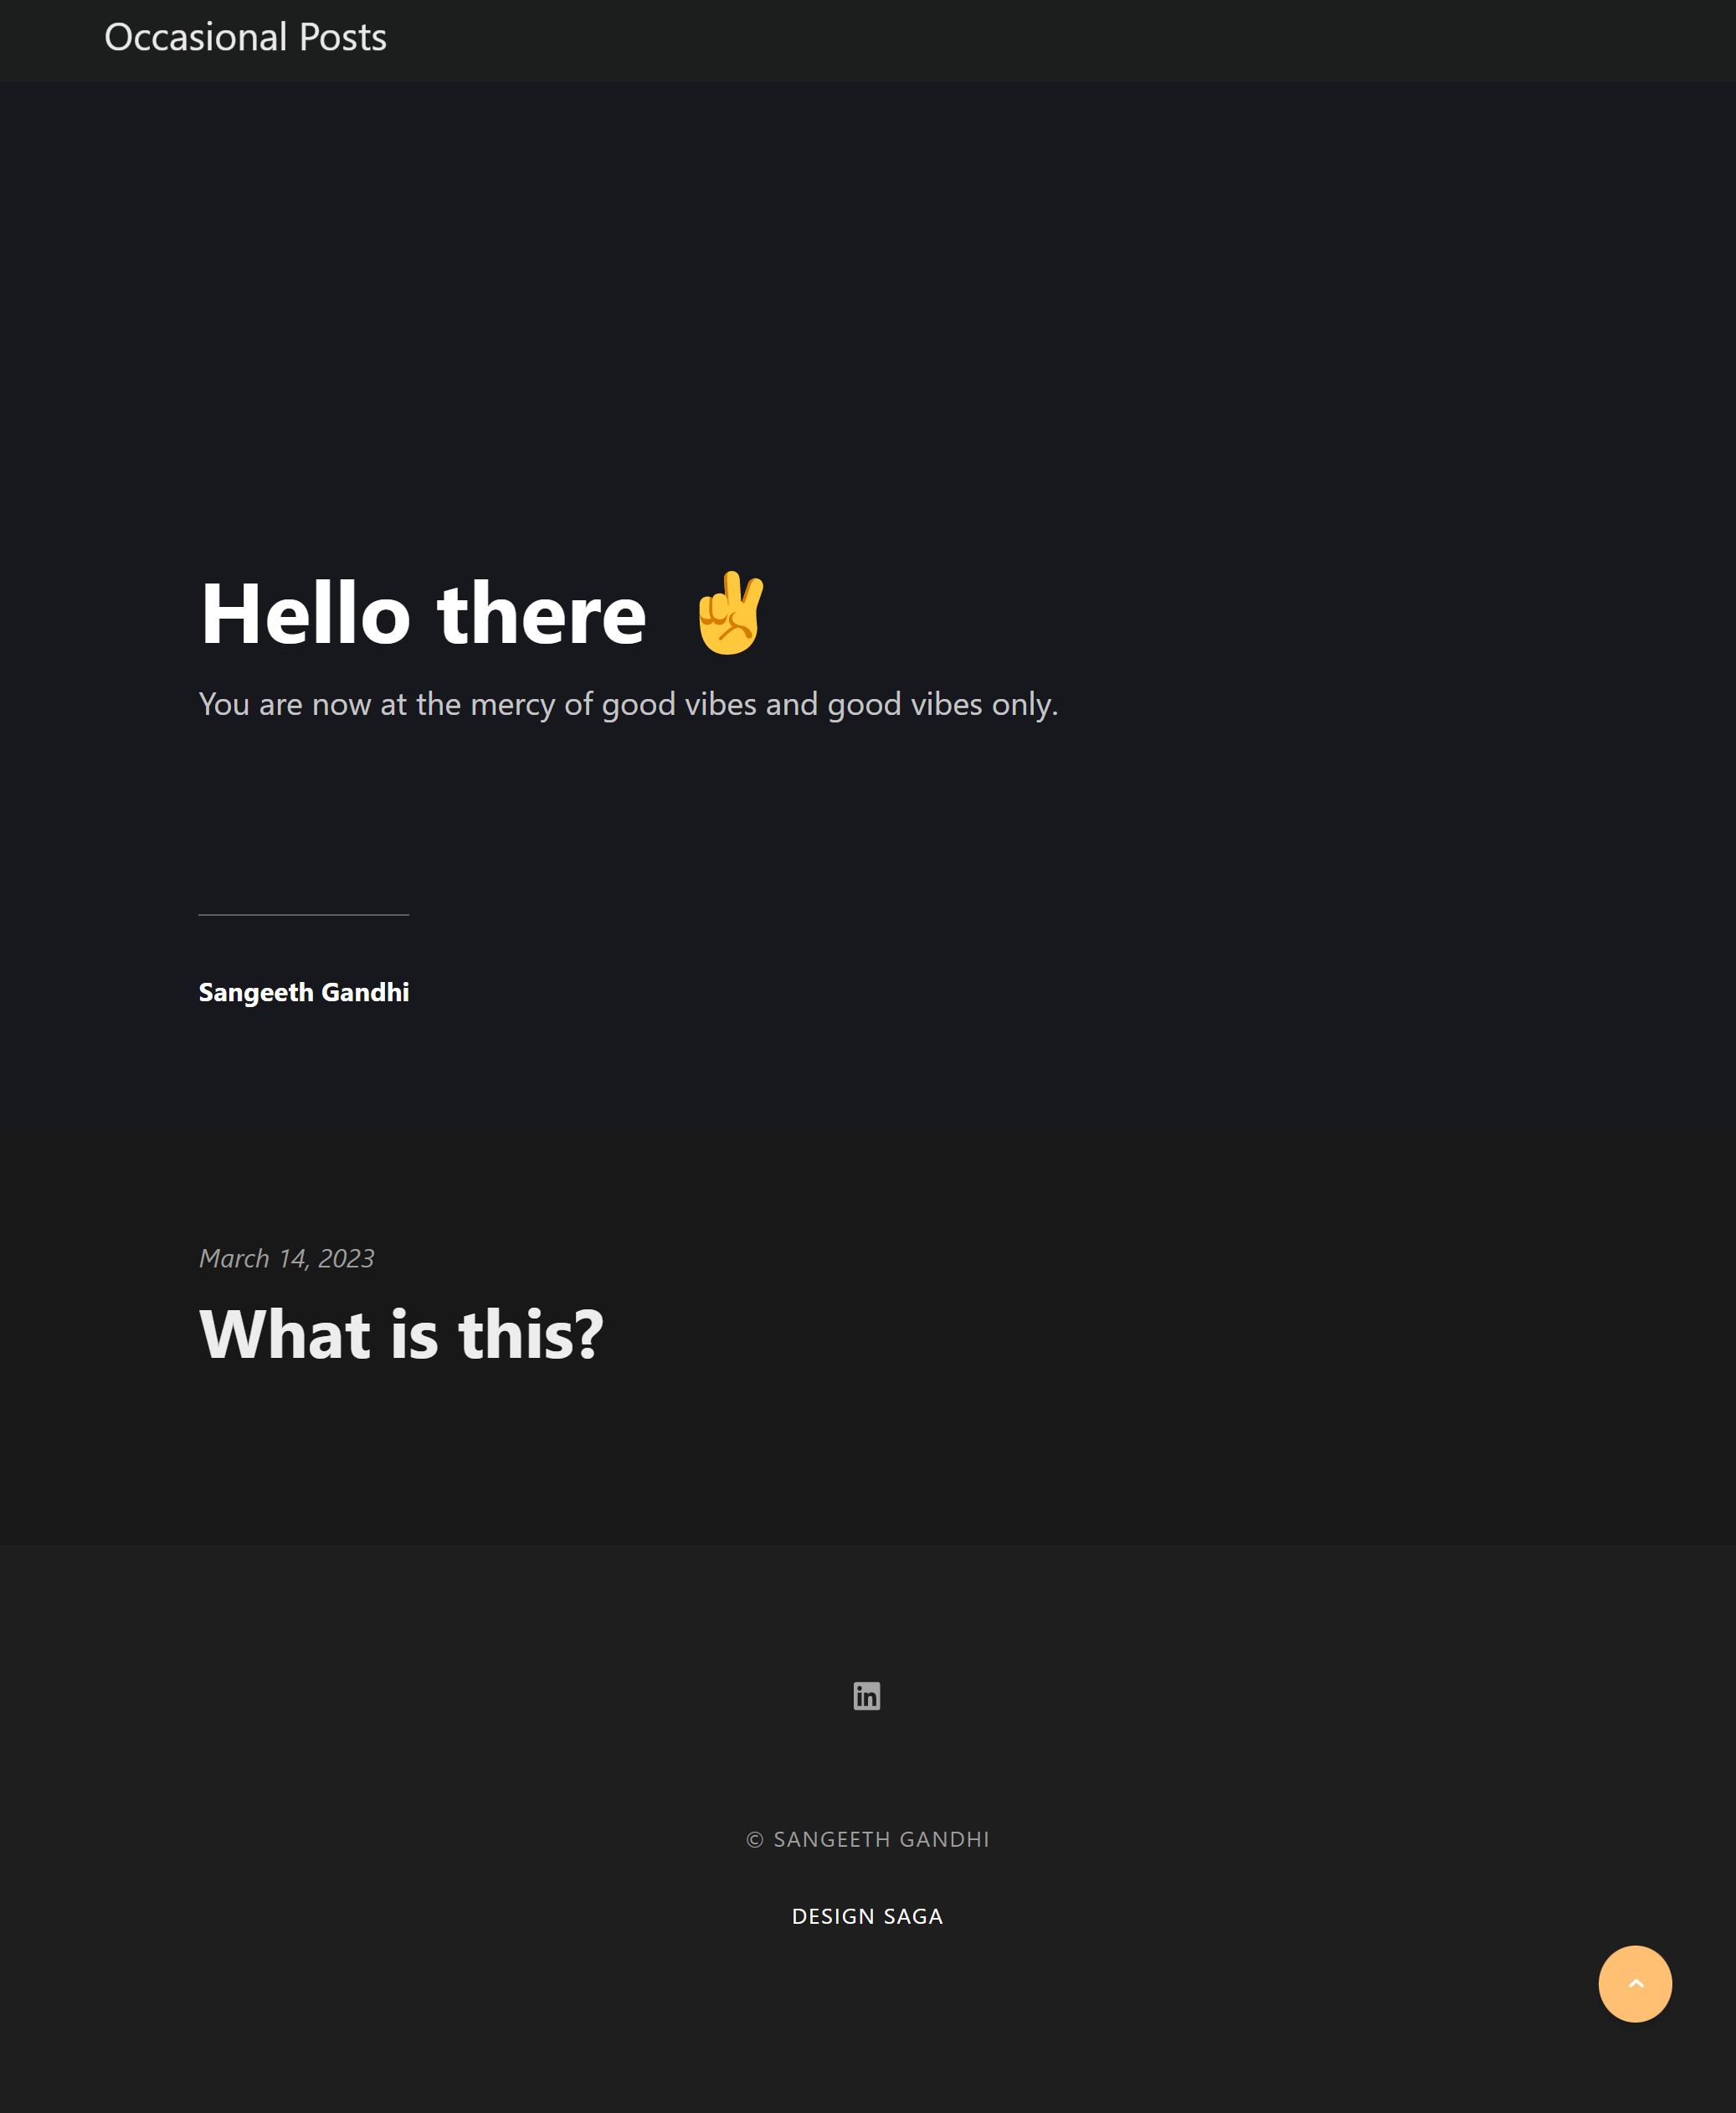 Occasional Posts
Hello there ✌
You are now at the mercy of good vibes and good vibes only.
Sangeeth Gandhi
March 14, 2023
What is this?
in
© SANGEETH GANDHI
DESIGN SAGA